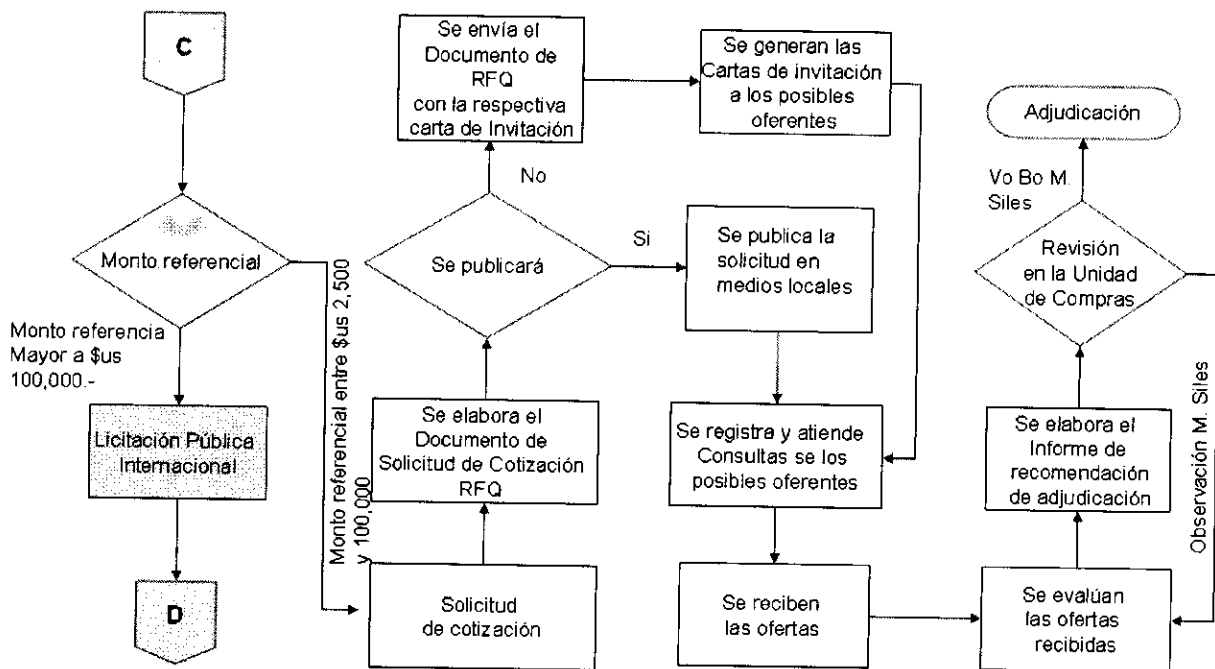 C
Monto referencial
Monto referencia
Mayor a $us
100,000.-
Licitación Pública
Internacional
D
Monto referencial entre $us 2,500
y 100,000
Se envía el
Documento de
RFQ
con la respectiva
carta de Invitación
No
Se publicará
Si
Se elabora el
Documento de
Solicitud de Cotización
RFQ
Solicitud
de cotización
Se generan las
Cartas de invitación
a los posibles
oferentes
Se publica la
solicitud en
medios locales
Se registra y atiende
Consultas se los
posibles oferentes
Se reciben
las ofertas
Adjudicación
Vo Bo M.
Siles
Revisión
en la Unidad
de Compras
Se elabora el
Informe de
recomendación
de adjudicación
Se evalúan
las ofertas
recibidas
Observación M. Siles